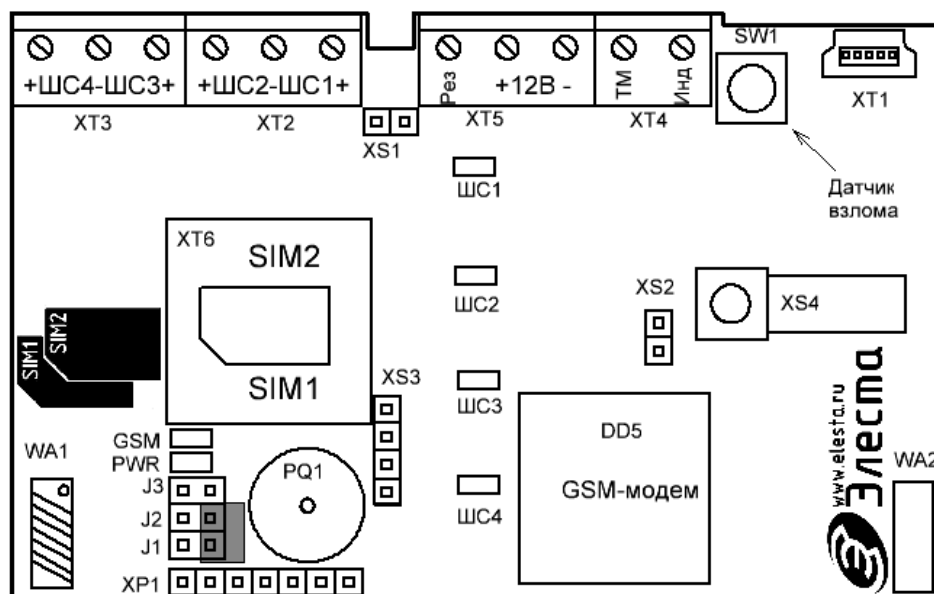 SW1
+ШС4-ШС3+
+ШС2-ШС1+
Рез
+12В -
ТМ
Инд
XT3
XT2
XT5
XT4
XT1
XS1
ШС1
Датчик
взлома
XT6
SIM2
SIM1
ШС2
XS2
XS4
SIM1
SIM2
XS3
ШС3
GSM
PWR
WA1
PQ1
DD5
GSM-модем
www.elesta.ru
Элеста
WA2
J3
J2
J1
ШС4
XP1